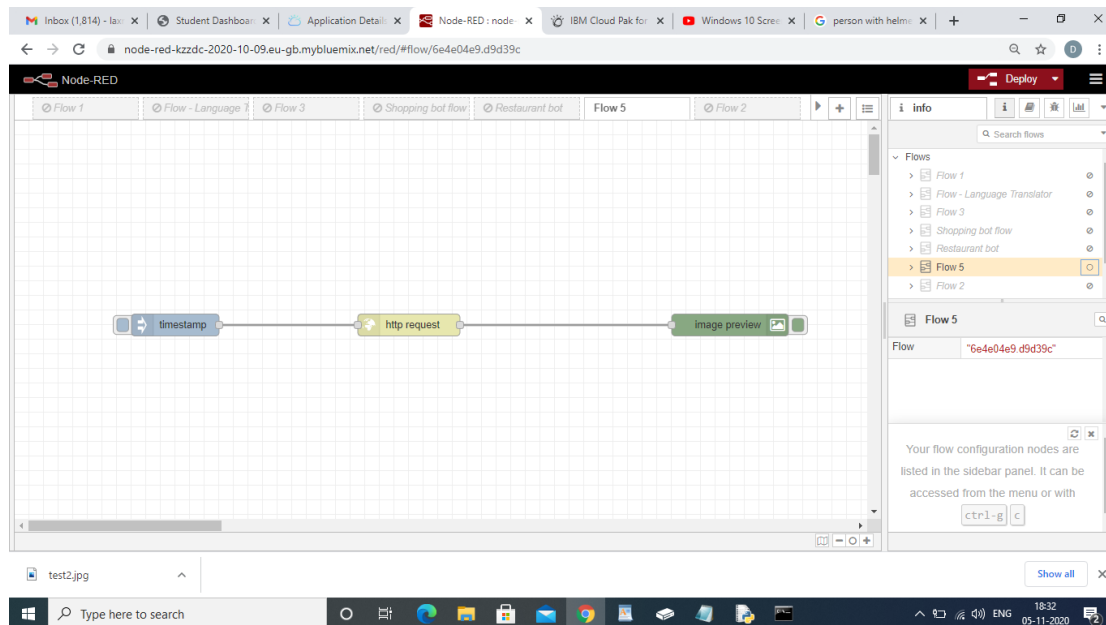 Inbox (1,814) - lax
Student Dashboar
Application Detail
Node-RED : node-
IBM Cloud Pak for
Windows 10 Scree
person with helme
node-red-kzzdc-2020-10-09.eu-gb.mybluemix.net/red/#flow/6e4e04e9.d9d39c
D
Node-RED
Deploy
Flow 1
Flow - Language T
Flow 3
Shopping bot flow
Restaurant bot
Flow 5
Flow 2
i info
i
Search flows
Flows
Flow 1
Flow - Language Translator
Flow 3
Shopping bot flow
Restaurant bot
Flow 5
Flow 2
timestamp
http request
image preview
Flow 5
Flow "6e4e04e9.d9d39c"
Your flow configuration nodes are
listed in the sidebar panel. It can be
accessed from the menu or with
ctrl-g c
test2.jpg
Show all
Type here to search
ENG
18:32
05-11-2020
2